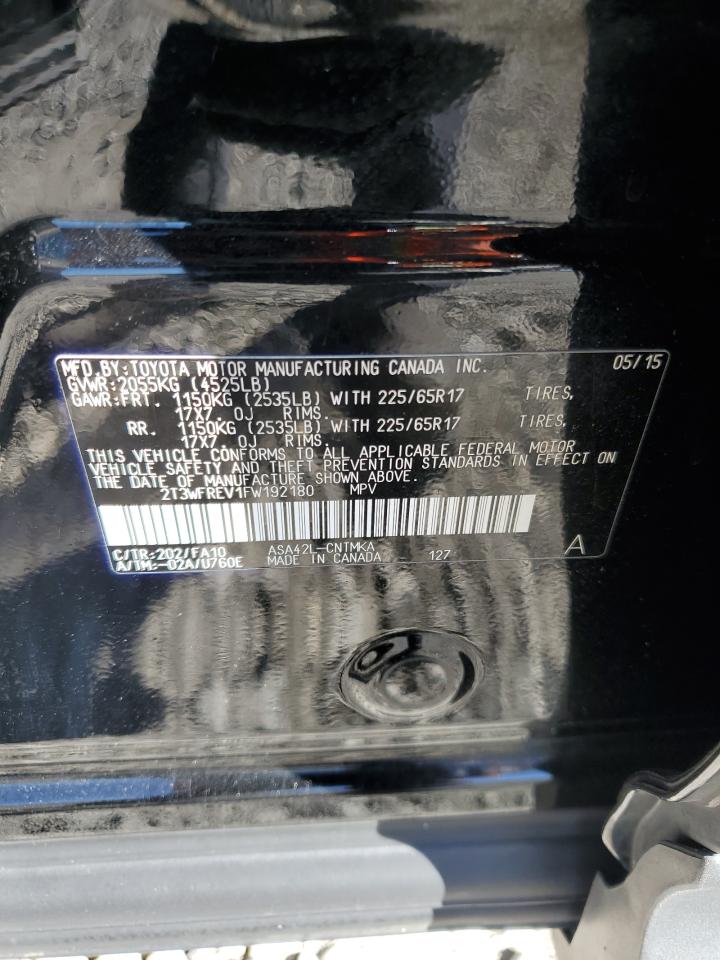 MFD.BY:TOYOTA MOTOR MANUFACTURING CANADA INC. 05/15
GVWR:2055KG (4525LB)
GAWR:FRT. 1150KG (2535LB) WITH 225/65R17 TIRES,
17X7.0J RIMS.
RR. 1150KG (2535LB) WITH 225/65R17 TIRES,
17X7.0J RIMS.
THIS VEHICLE CONFORMS TO ALL APPLICABLE FEDERAL MOTOR
VEHICLE SAFETY AND THEFT PREVENTION STANDARDS IN EFFECT ON
THE DATE OF MANUFACTURE SHOWN ABOVE.
2T3WFREV1FW192180 MPV
C/TR:202/FA10 ASA42L-CNTMKA A
A/TM:-02A/U760E MADE IN CANADA 127